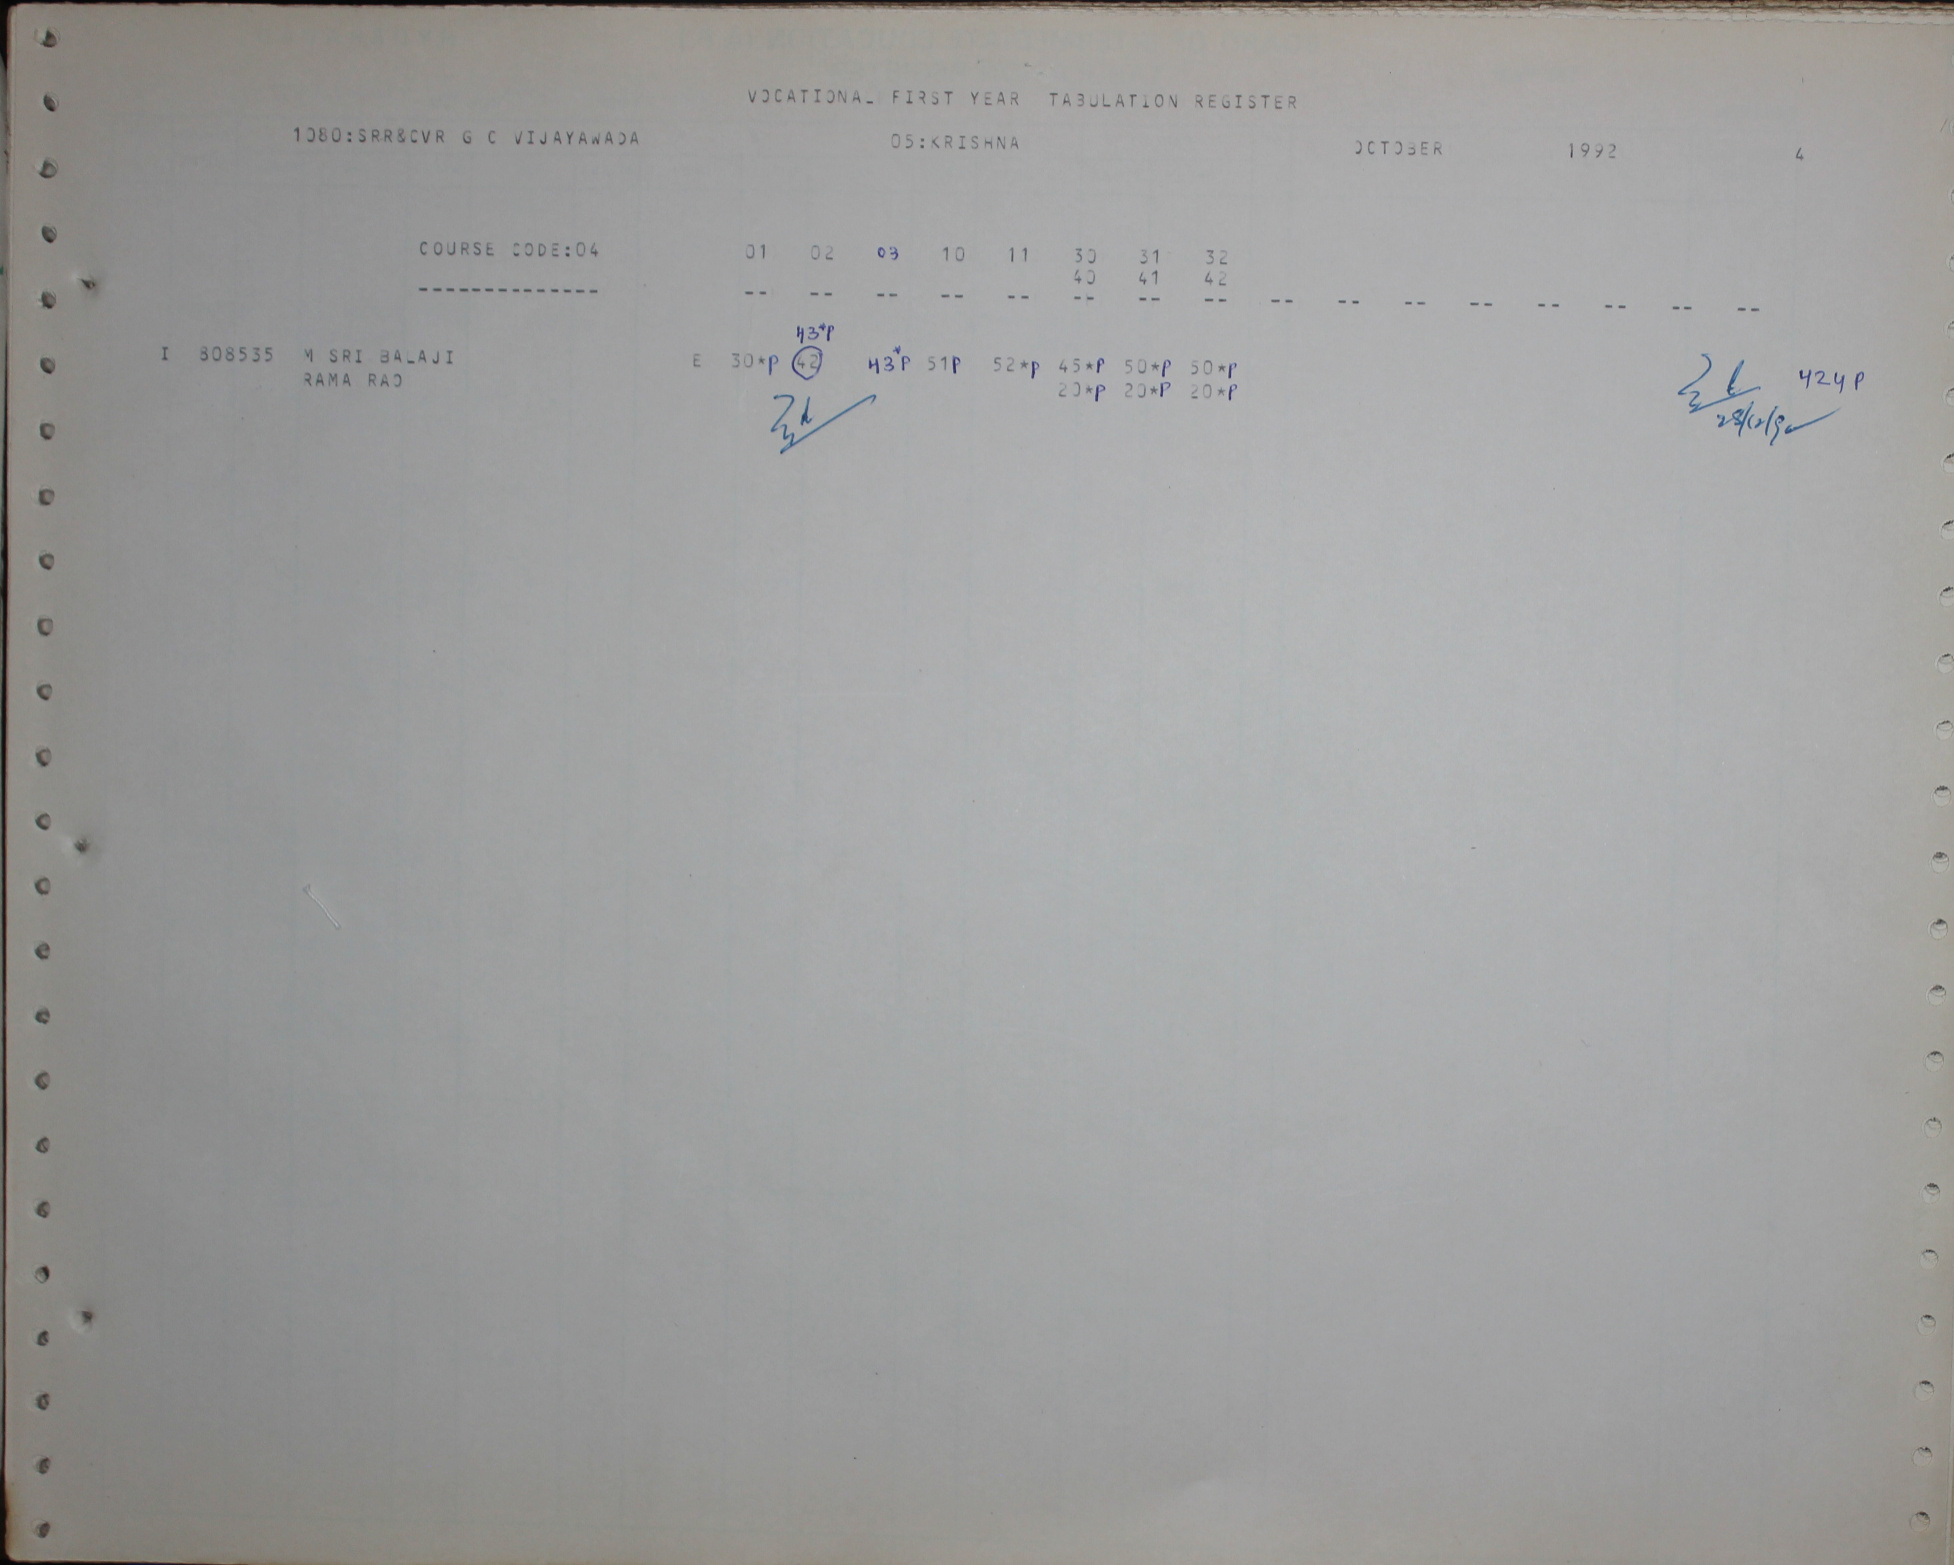 VOCATIONAL FIRST YEAR TABULATION REGISTER
1080:SRR&CVR G C VIJAYAWADA 05:KRISHNA OCTOBER 1992 4
COURSE CODE:04 01 02 03 10 11 30 31 32
40 41 42
-------------- -- -- -- -- -- -- -- -- -- -- -- -- -- -- -- --
43*P
I 808535 M SRI BALAJI E 30*P 42 43*P 51P 52*P 45*P 50*P 50*P 424P
RAMA RAO 20*P 20*P 20*P